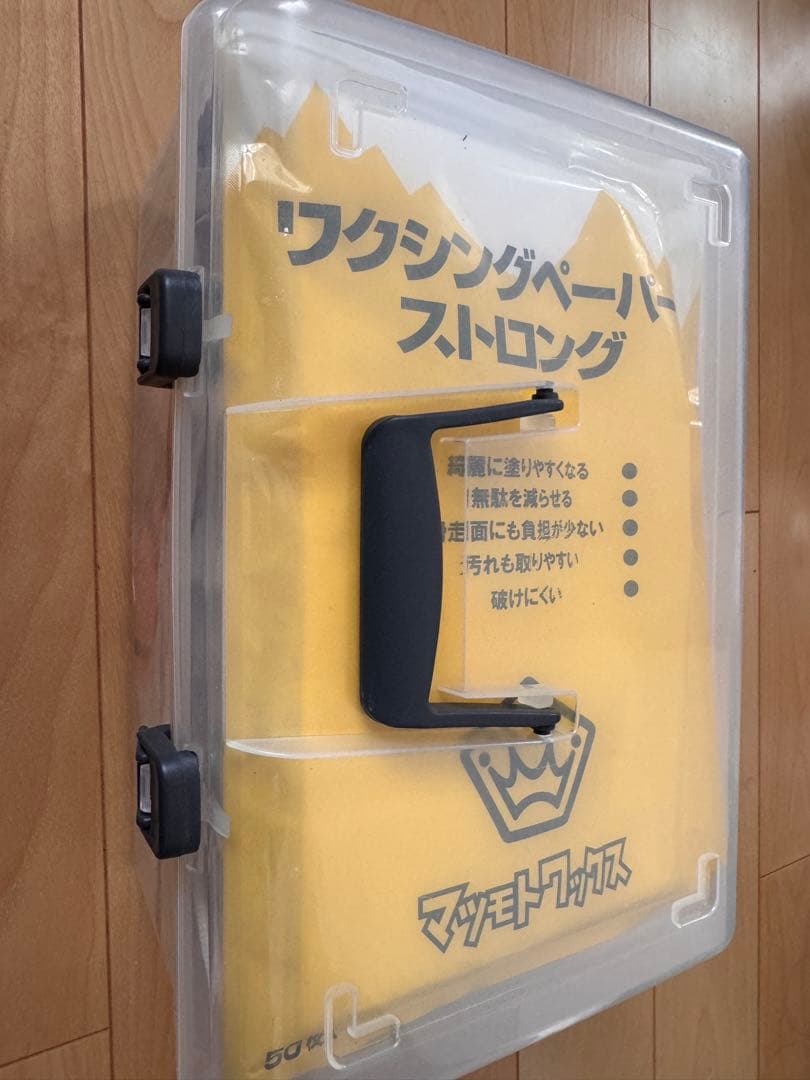 ワクシングペーパー
ストロング
綺麗に塗りやすくなる
無駄を減らせる
走面にも負担が少ない
汚れも取りやすい
破けにくい
マツモトワックス
50枚